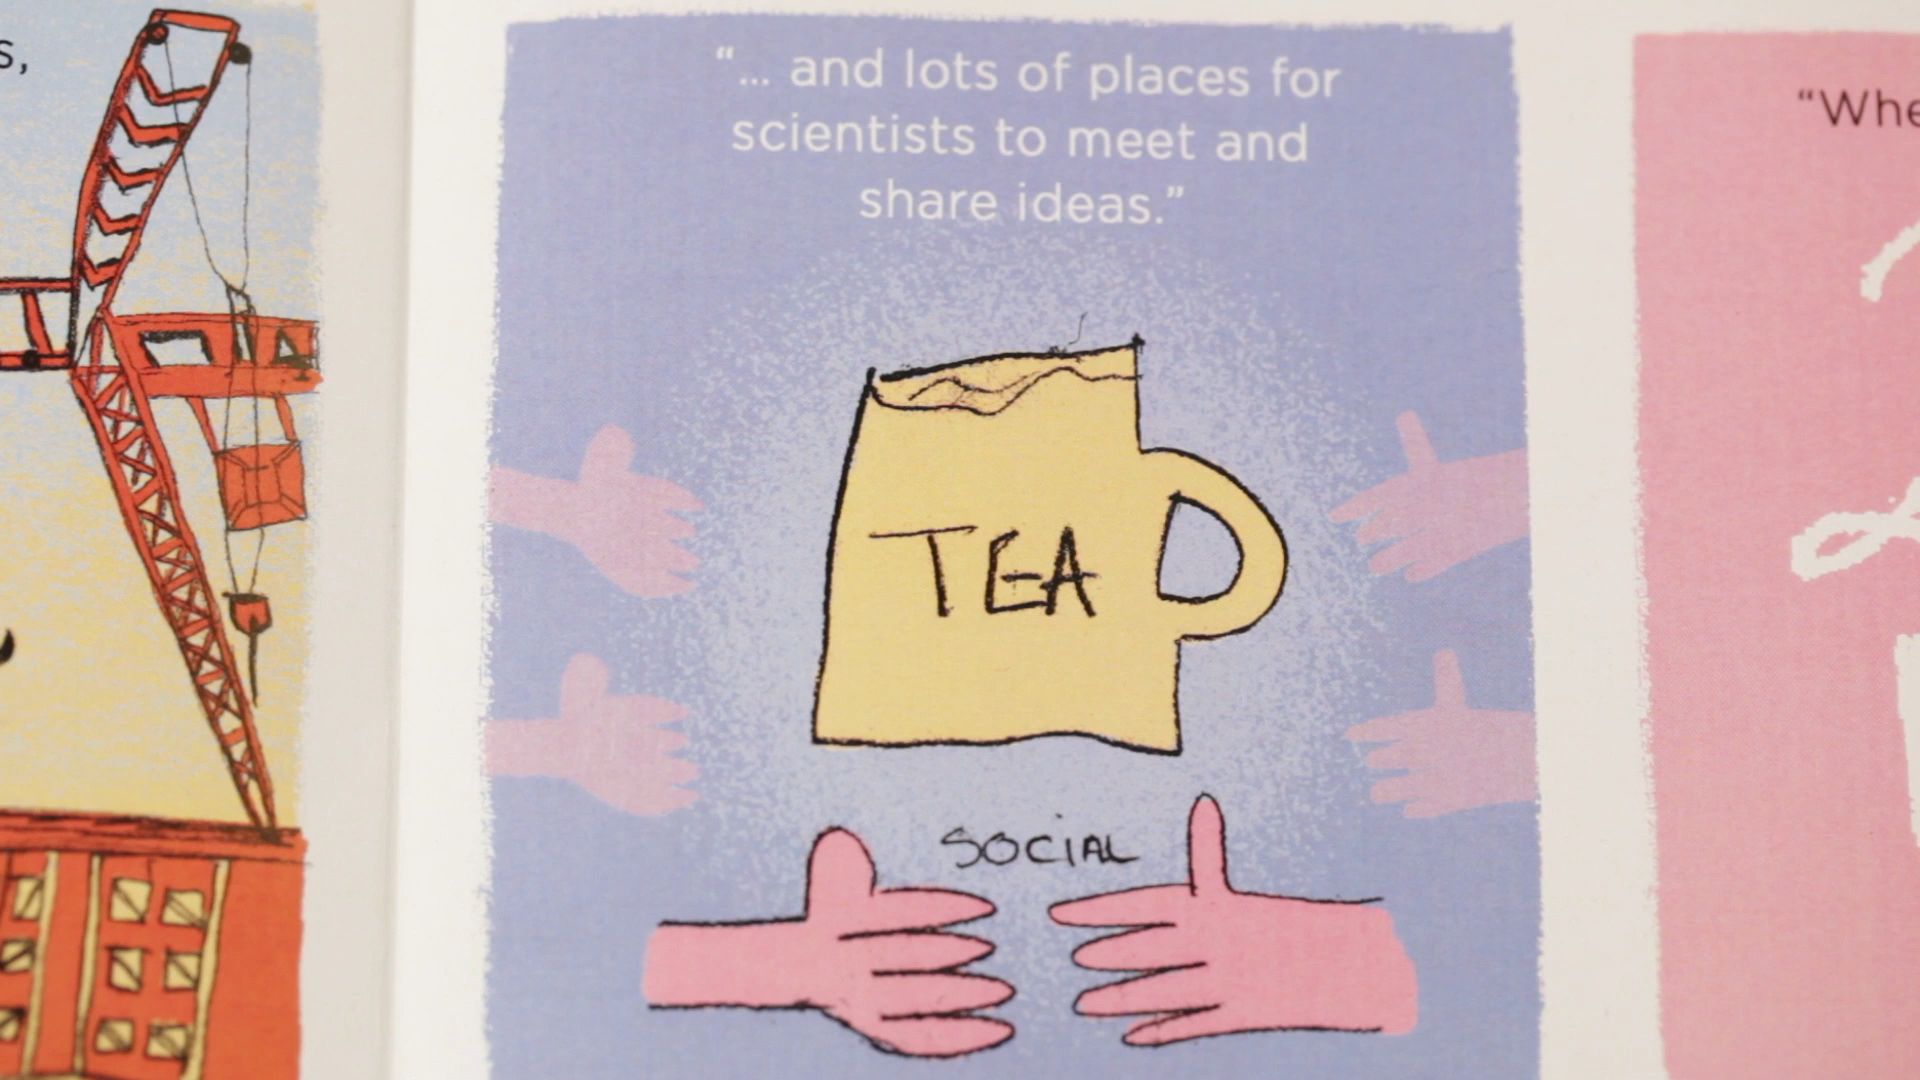 s,
“... and lots of places for
scientists to meet and
share ideas.”
TEA
SOCIAL
“Whe